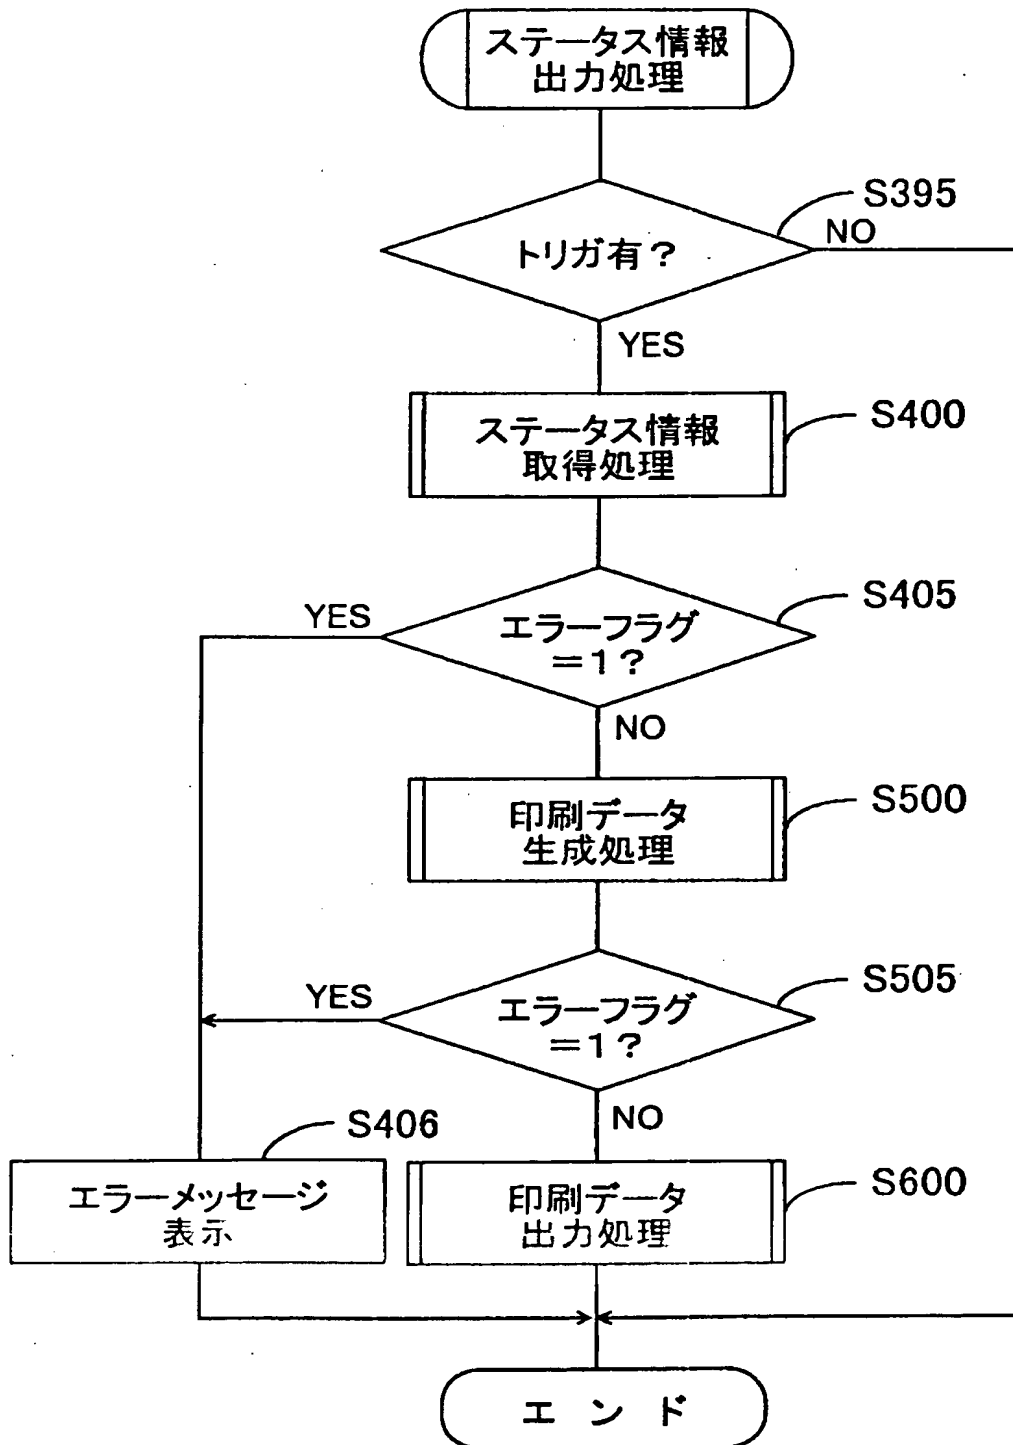 ステータス情報
出力処理
S395
トリガ有？
NO
YES
ステータス情報
取得処理
S400
S405
YES
エラーフラグ
＝１？
NO
印刷データ
生成処理
S500
S505
YES
エラーフラグ
＝１？
NO
S406
エラーメッセージ
表示
印刷データ
出力処理
S600
エンド